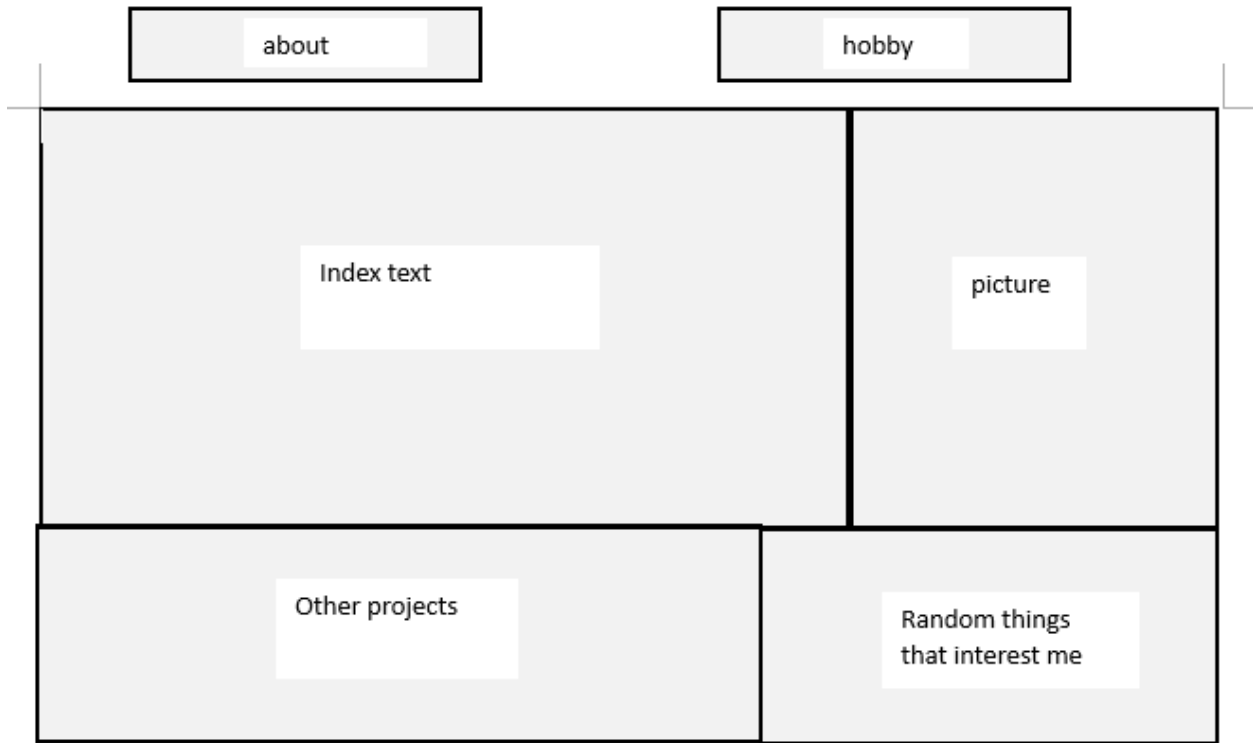 about
hobby
Index text
picture
Other projects
Random things
that interest me